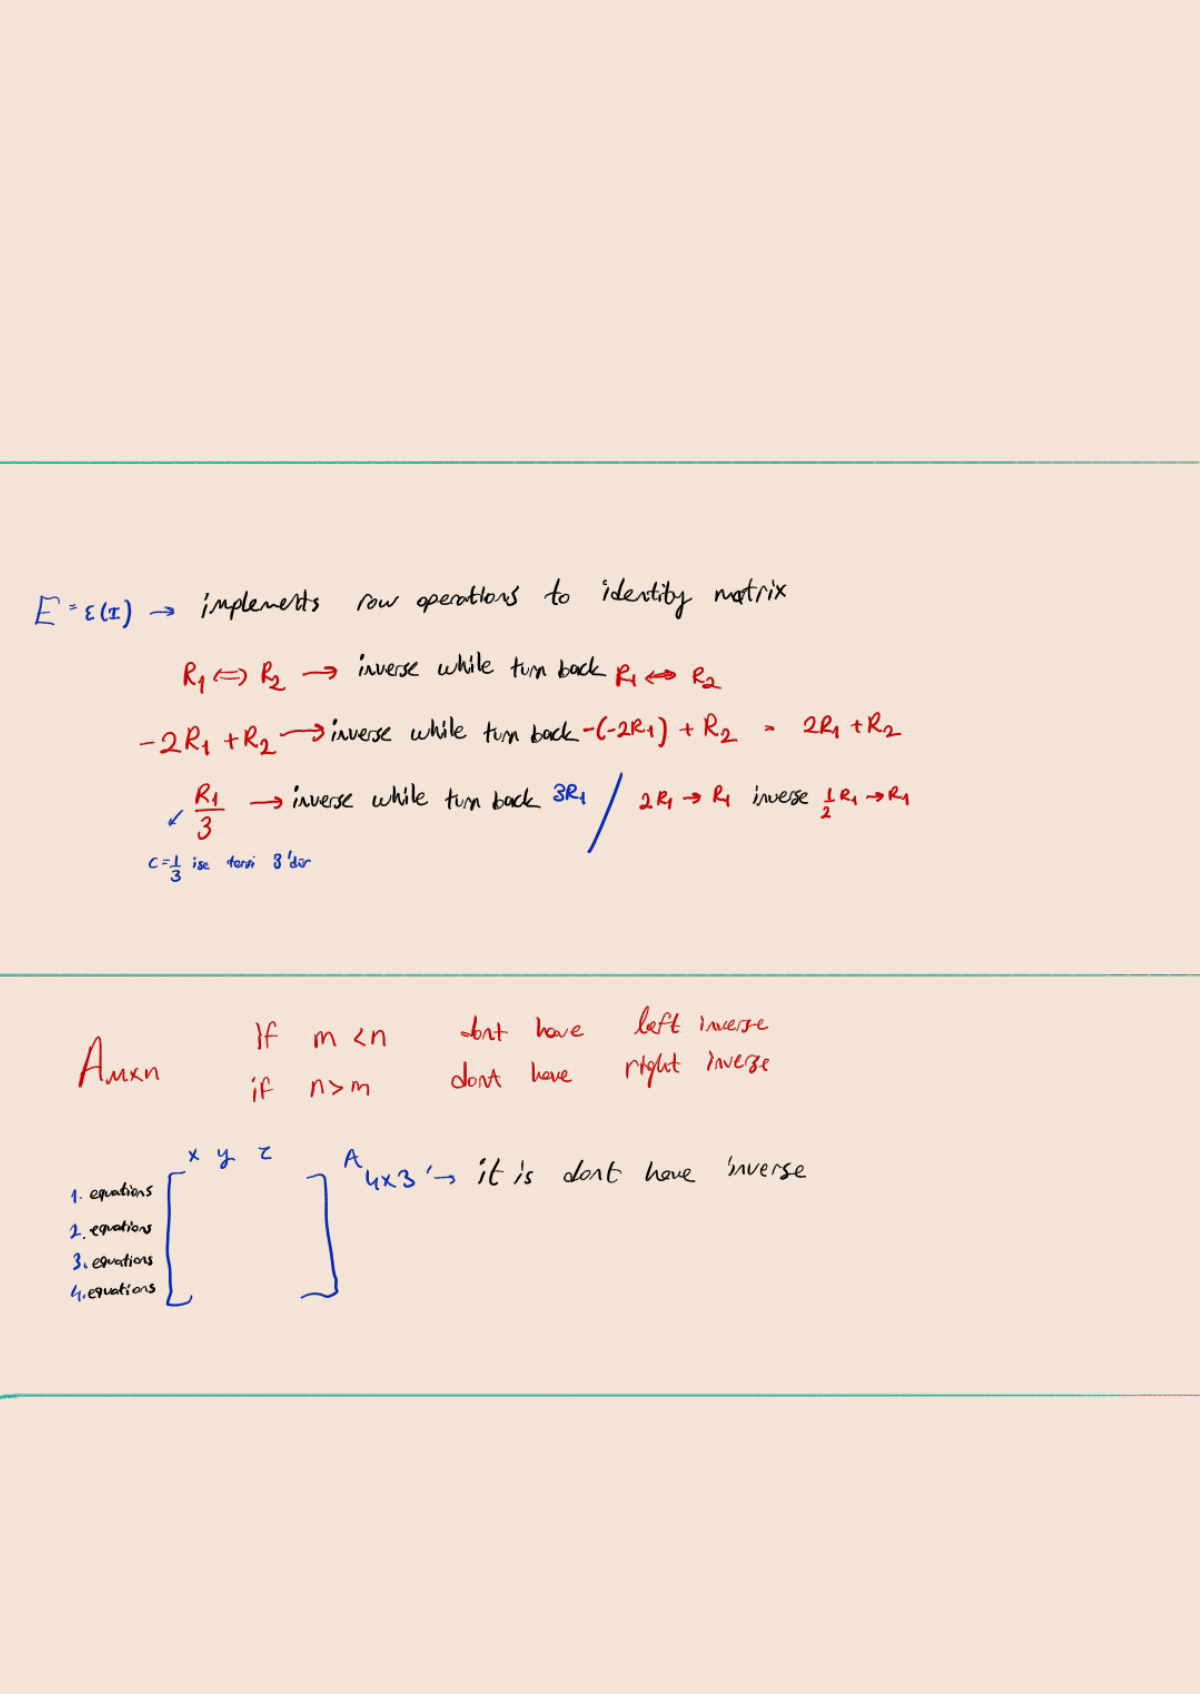 E = ε(I) → implements row operations to identity matrix
R₁ ⇔ R₂ → inverse while turn back R₁ ⇔ R₂
-2R₁ + R₂ → inverse while turn back -(-2R₁) + R₂ = 2R₁ + R₂
R₁/3 → inverse while turn back 3R₁ / 2R₁ → R₁ inverse 1/2 R₁ → R₁
c = 1/3 ise tersi 3'dür
Amxn
If m < n dont have left inverse
if n > m dont have right inverse
x y z
A 4x3 → it is dont have inverse
1. equations
2. equations
3. equations
4. equations